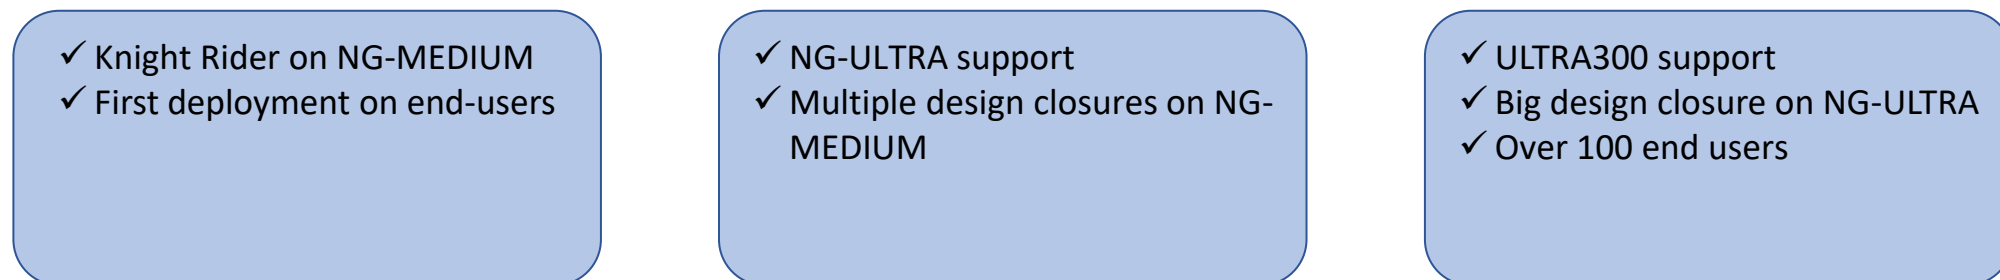 ✓ Knight Rider on NG-MEDIUM
✓ First deployment on end-users
✓ NG-ULTRA support
✓ Multiple design closures on NG-
MEDIUM
✓ ULTRA300 support
✓ Big design closure on NG-ULTRA
✓ Over 100 end users